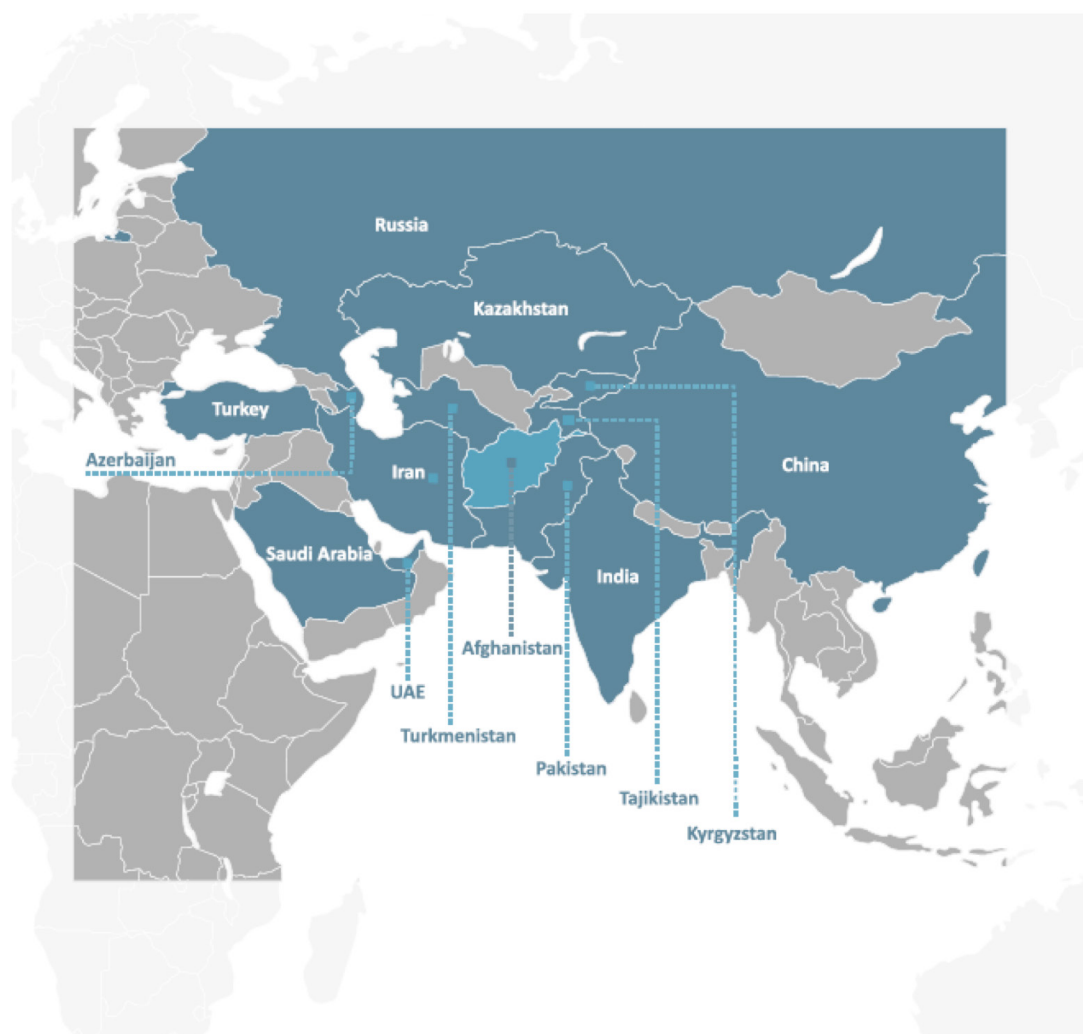 Russia
Kazakhstan
Turkey
Azerbaijan
Iran
China
Saudi Arabia
India
Afghanistan
UAE
Turkmenistan
Pakistan
Tajikistan
Kyrgyzstan